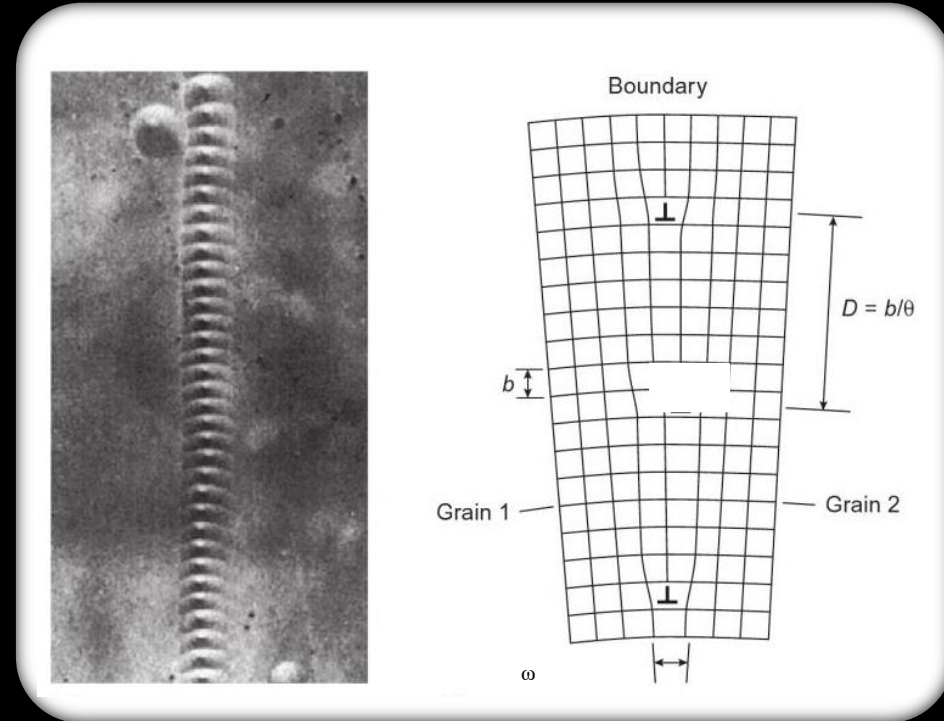 Boundary
⊥
D = b/θ
b
Grain 1
Grain 2
⊥
ω